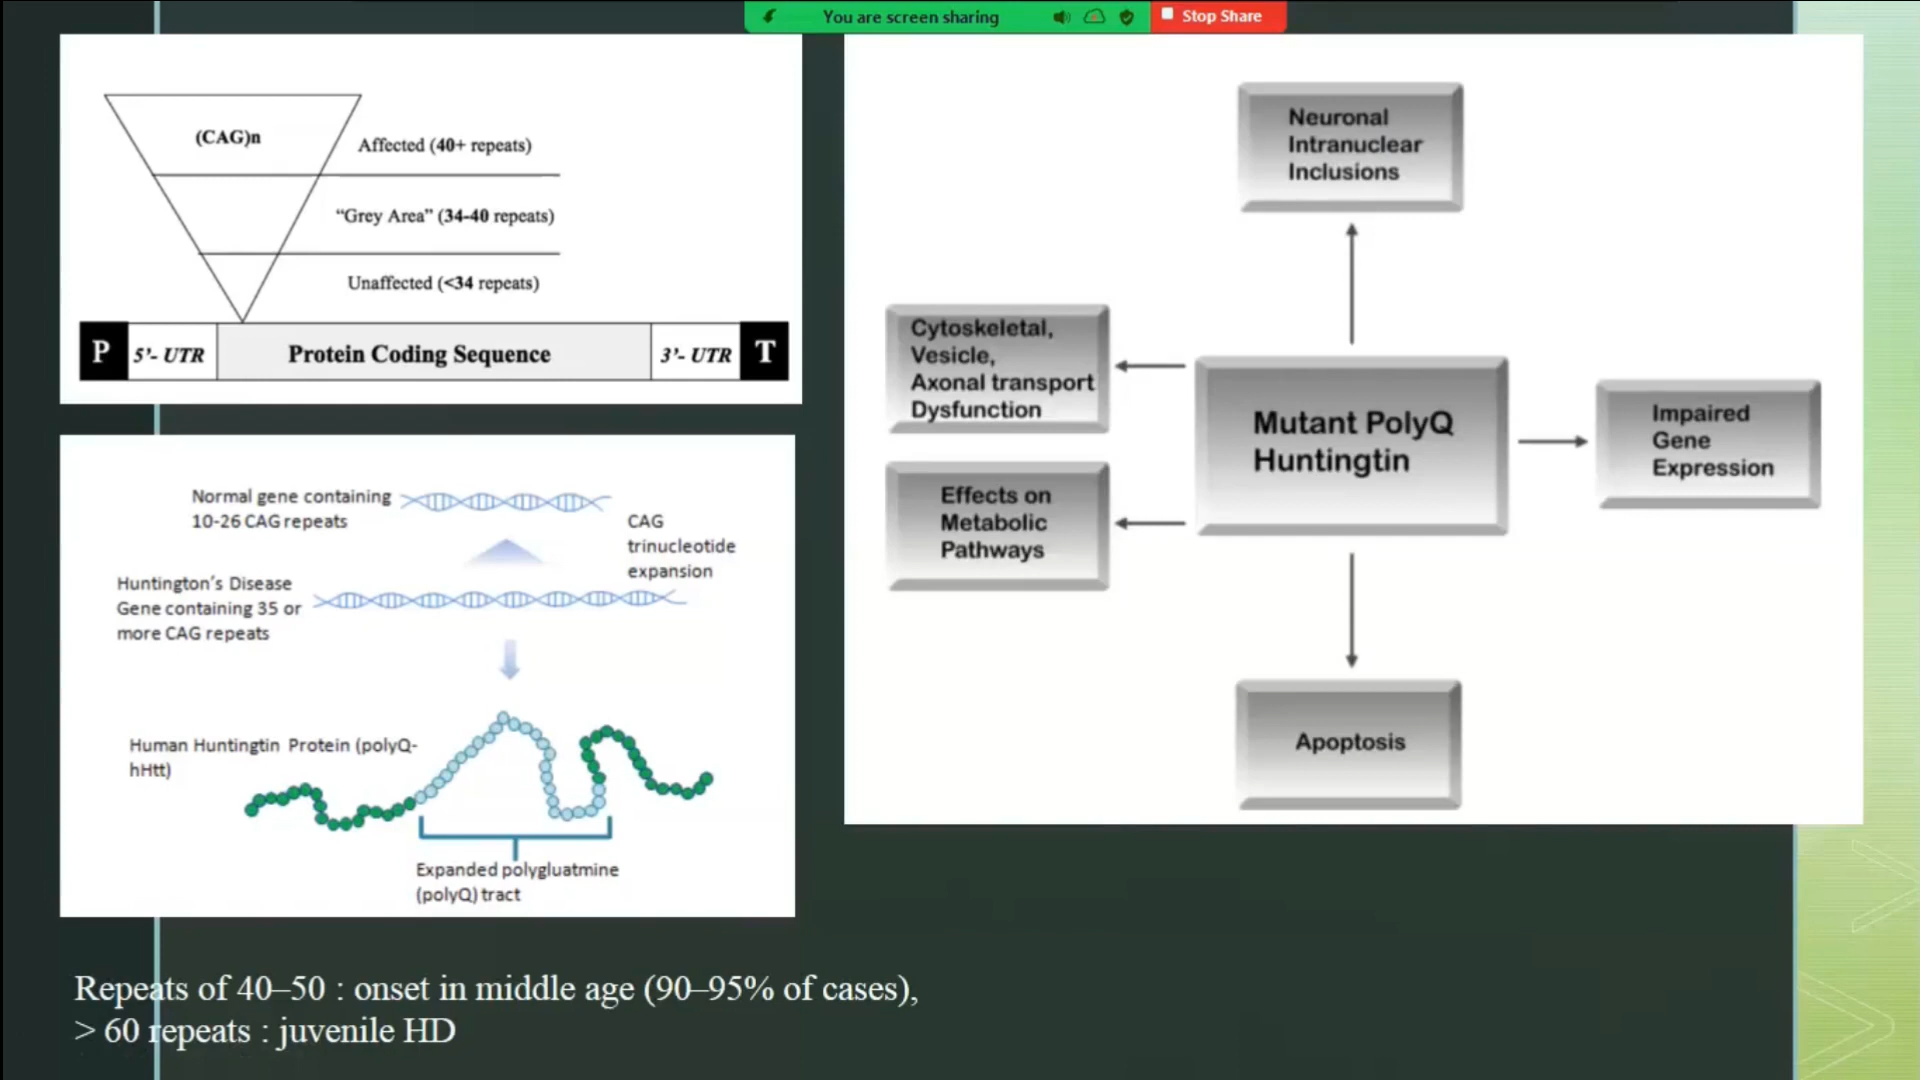 You are screen sharing
Stop Share
(CAG)n
Affected (40+ repeats)
“Grey Area” (34-40 repeats)
Unaffected (<34 repeats)
P 5’- UTR Protein Coding Sequence 3’- UTR T
Normal gene containing
10-26 CAG repeats
CAG
trinucleotide
expansion
Huntington’s Disease
Gene containing 35 or
more CAG repeats
Human Huntingtin Protein (polyQ-
hHtt)
Expanded polygluatmine
(polyQ) tract
Neuronal
Intranuclear
Inclusions
Cytoskeletal,
Vesicle,
Axonal transport
Dysfunction
Mutant PolyQ
Huntingtin
Impaired
Gene
Expression
Effects on
Metabolic
Pathways
Apoptosis
Repeats of 40–50 : onset in middle age (90–95% of cases),
> 60 repeats : juvenile HD